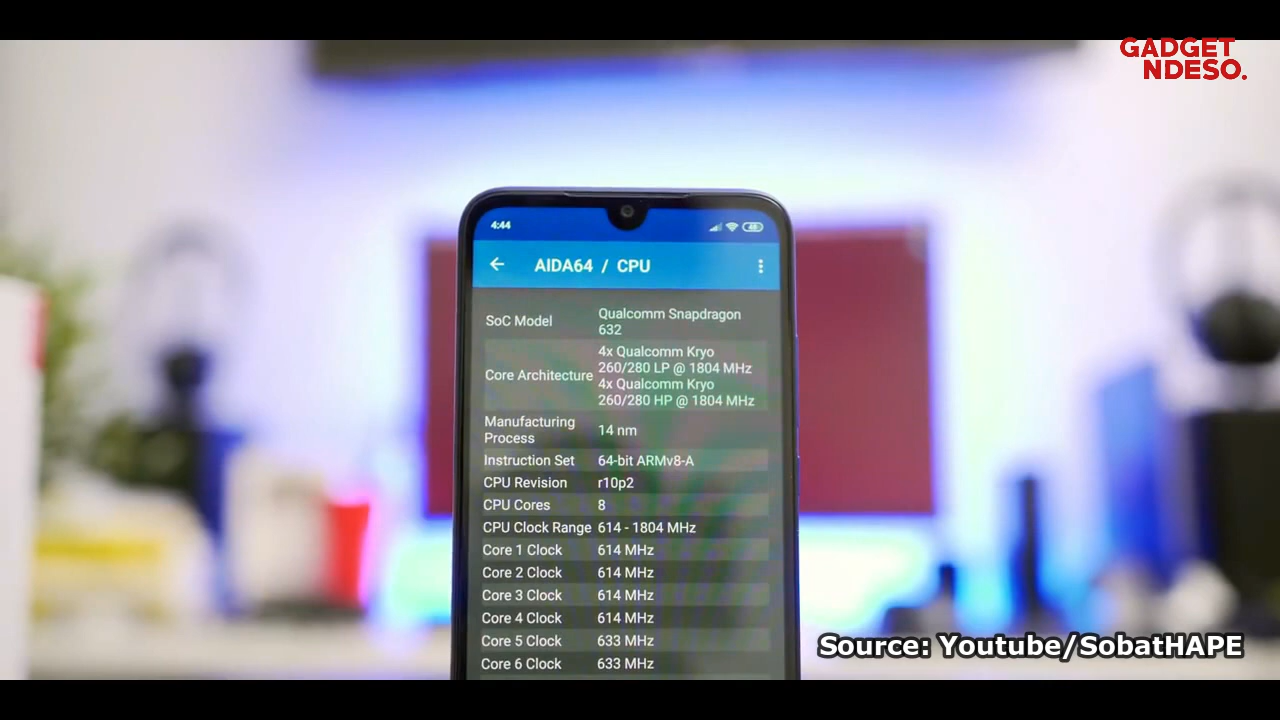 GADGET
NDESO.
4:44
48
AIDA64 / CPU
SoC Model
Qualcomm Snapdragon
632
Core Architecture
4x Qualcomm Kryo
260/280 LP @ 1804 MHz
4x Qualcomm Kryo
260/280 HP @ 1804 MHz
Manufacturing
Process
14 nm
Instruction Set 64-bit ARMv8-A
CPU Revision r10p2
CPU Cores 8
CPU Clock Range 614 - 1804 MHz
Core 1 Clock 614 MHz
Core 2 Clock 614 MHz
Core 3 Clock 614 MHz
Core 4 Clock 614 MHz
Core 5 Clock 633 MHz
Core 6 Clock 633 MHz
Source: Youtube/SobatHAPE